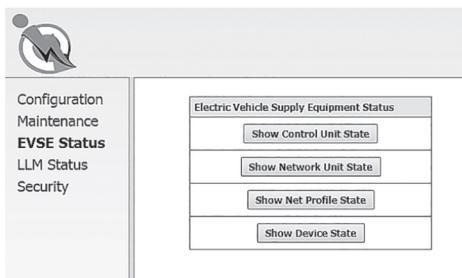 Configuration
Maintenance
EVSE Status
LLM Status
Security
Electric Vehicle Supply Equipment Status
Show Control Unit State
Show Network Unit State
Show Net Profile State
Show Device State